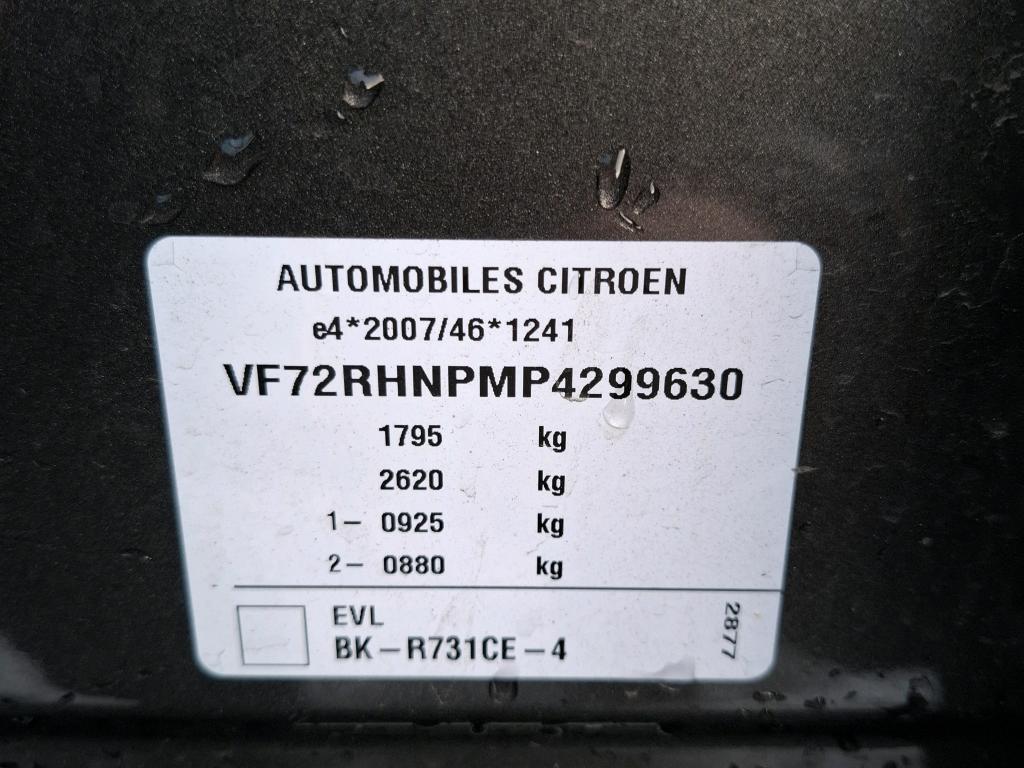 AUTOMOBILES CITROEN
e4*2007/46*1241
VF72RHNPMP4299630
1795 kg
2620 kg
1– 0925 kg
2– 0880 kg
EVL
BK–R731CE–4
2877